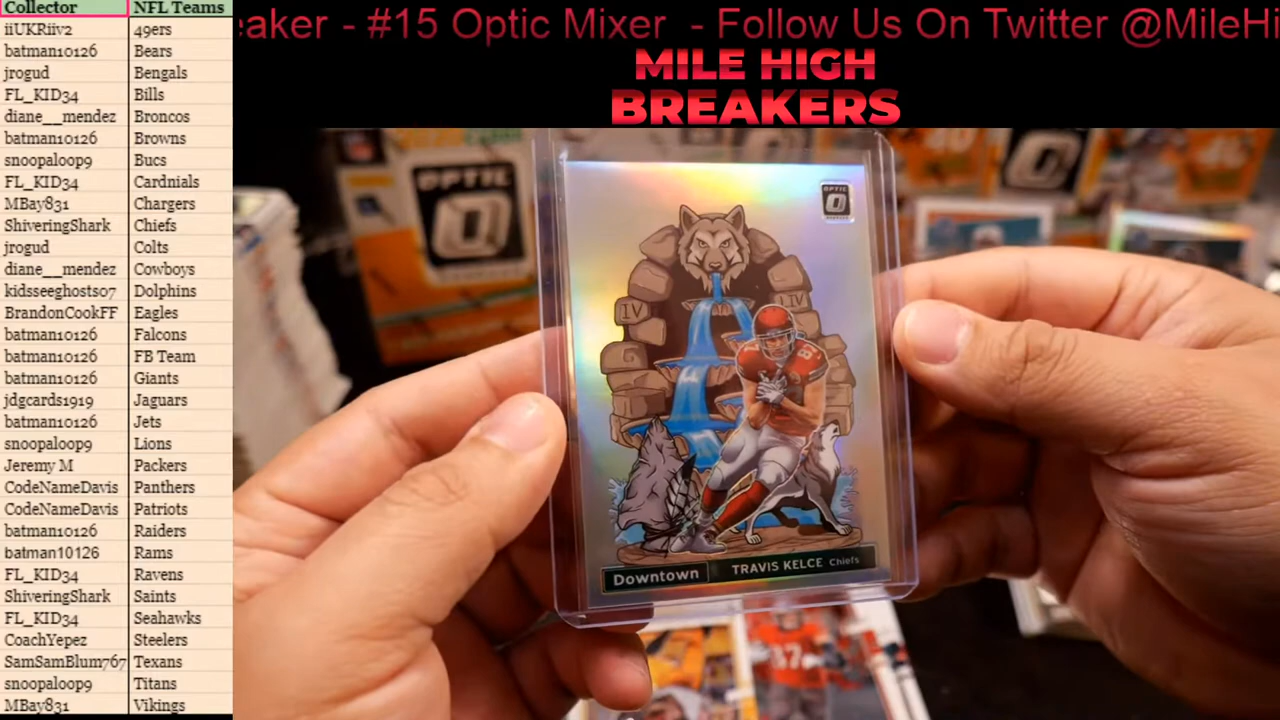 Collector NFL Teams
iiUKRiiv2 49ers
batman10126 Bears
jrogud Bengals
FL_KID34 Bills
diane__mendez Broncos
batman10126 Browns
snoopaloop9 Bucs
FL_KID34 Cardnials
MBay831 Chargers
ShiveringShark Chiefs
jrogud Colts
diane__mendez Cowboys
kidsseeghosts07 Dolphins
BrandonCookFF Eagles
batman10126 Falcons
batman10126 FB Team
batman10126 Giants
jdgcards1919 Jaguars
batman10126 Jets
snoopaloop9 Lions
Jeremy M Packers
CodeNameDavis Panthers
CodeNameDavis Patriots
batman10126 Raiders
batman10126 Rams
FL_KID34 Ravens
ShiveringShark Saints
FL_KID34 Seahawks
CoachYepez Steelers
SamSamBlum767 Texans
snoopaloop9 Titans
MBay831 Vikings
eaker - #15 Optic Mixer - Follow Us On Twitter @MileHi
MILE HIGH
BREAKERS
OPTIC
OPTIC
IV
LIV
Downtown TRAVIS KELCE Chiefs
87